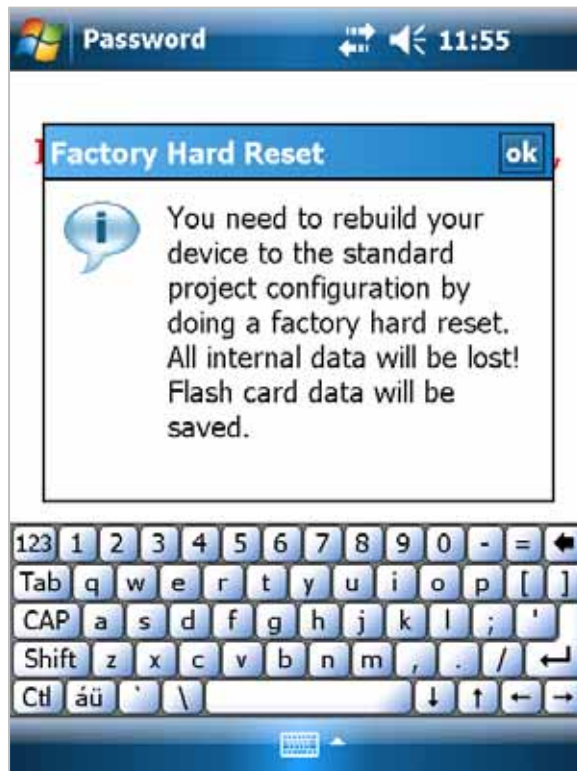 Password 11:55
Factory Hard Reset ok
You need to rebuild your
device to the standard
project configuration by
doing a factory hard reset.
All internal data will be lost!
Flash card data will be
saved.
123 1 2 3 4 5 6 7 8 9 0 - =
Tab q w e r t y u i o p [ ]
CAP a s d f g h j k l ; '
Shift z x c v b n m , . /
Ctl áü ` \